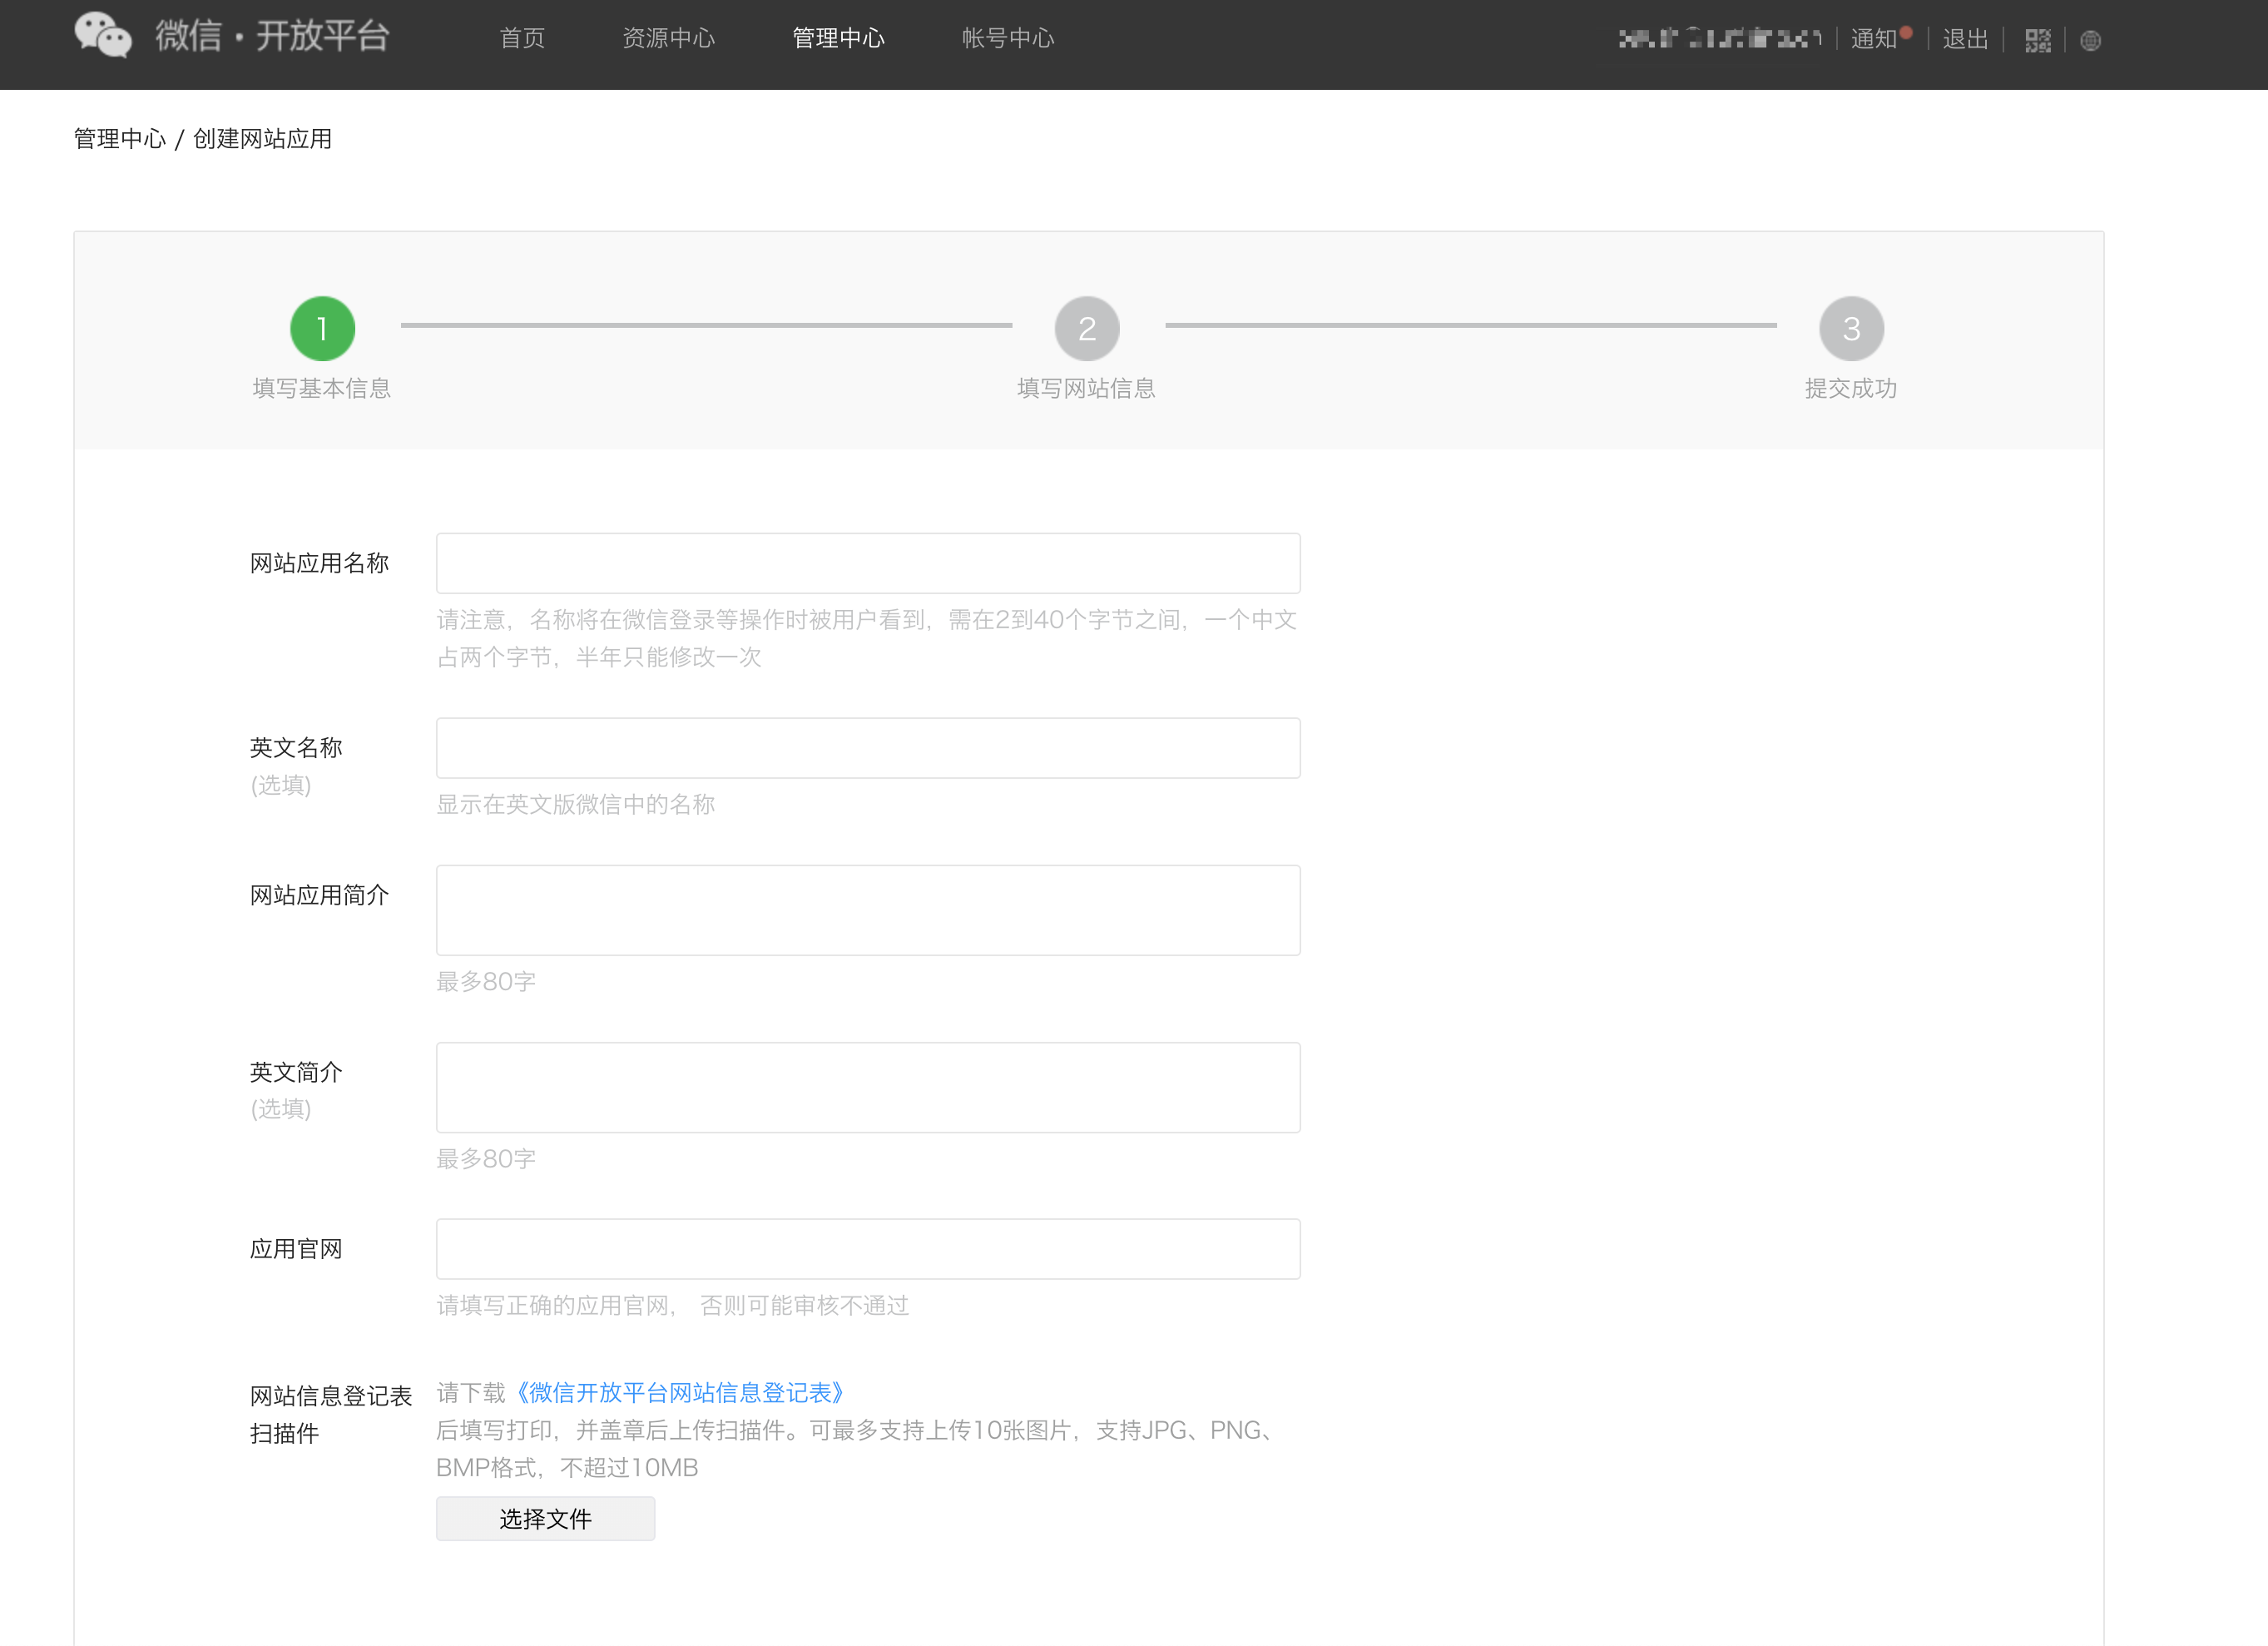 微信·开放平台
首页 资源中心 管理中心 帐号中心 通知 退出
管理中心 / 创建网站应用
1 2 3
填写基本信息 填写网站信息 提交成功
网站应用名称
请注意，名称将在微信登录等操作时被用户看到，需在2到40个字节之间，一个中文
占两个字节，半年只能修改一次
英文名称
(选填)
显示在英文版微信中的名称
网站应用简介
最多80字
英文简介
(选填)
最多80字
应用官网
请填写正确的应用官网， 否则可能审核不通过
网站信息登记表
扫描件
请下载《微信开放平台网站信息登记表》
后填写打印，并盖章后上传扫描件。可最多支持上传10张图片，支持JPG、PNG、
BMP格式，不超过10MB
选择文件